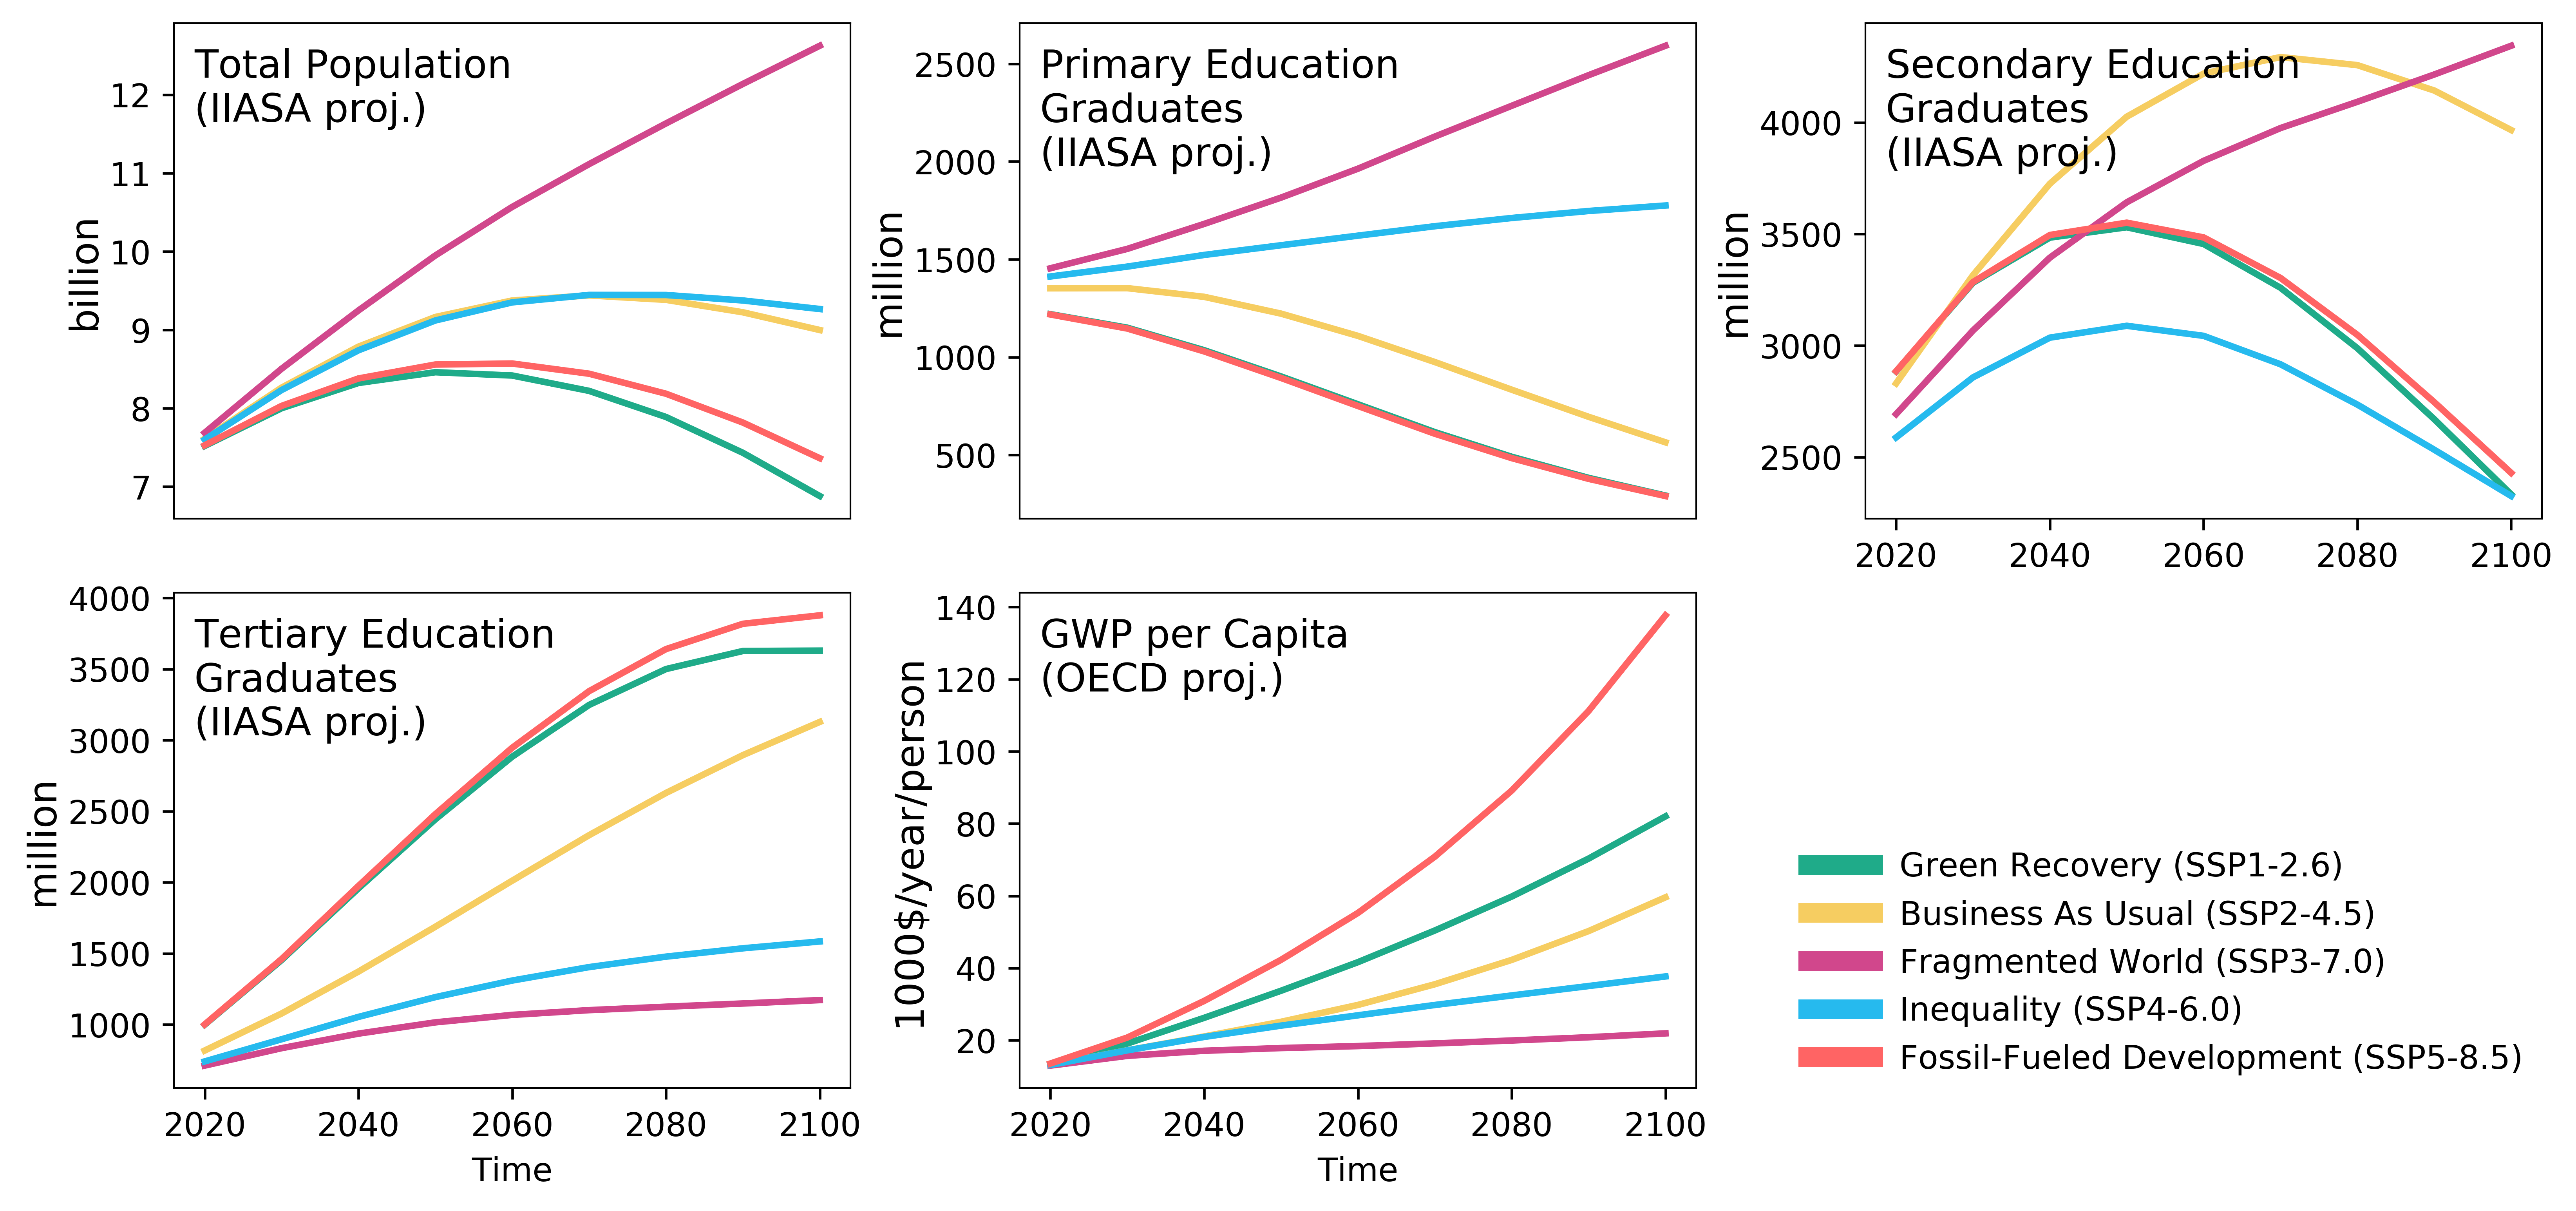 Total Population
(IIASA proj.)
billion
12
11
10
9
8
7
Primary Education
Graduates
(IIASA proj.)
million
2500
2000
1500
1000
500
Secondary Education
Graduates
(IIASA proj.)
million
4000
3500
3000
2500
2020 2040 2060 2080 2100
Tertiary Education
Graduates
(IIASA proj.)
million
4000
3500
3000
2500
2000
1500
1000
2020 2040 2060 2080 2100
Time
GWP per Capita
(OECD proj.)
1000$/year/person
140
120
100
80
60
40
20
2020 2040 2060 2080 2100
Time
Green Recovery (SSP1-2.6)
Business As Usual (SSP2-4.5)
Fragmented World (SSP3-7.0)
Inequality (SSP4-6.0)
Fossil-Fueled Development (SSP5-8.5)